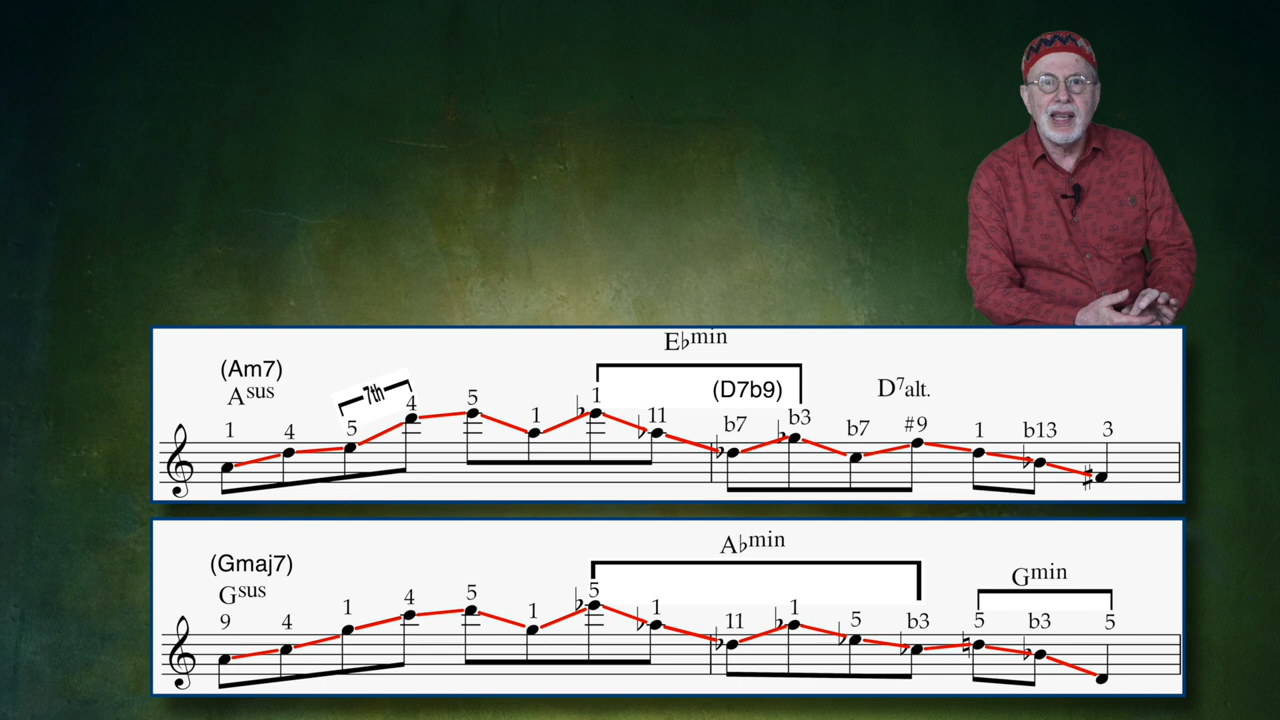 E♭min
(Am7)
Asus
7th
(D7b9)
D7alt.
1 4 5 4 5 1 1 11 b7 b3 b7 #9 1 b13 3
A♭min
(Gmaj7)
Gsus
Gmin
9 4 1 4 5 1 5 1 11 1 5 b3 5 b3 5